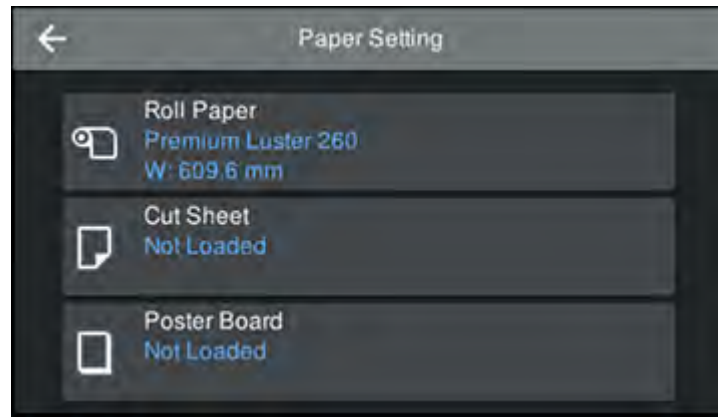 Paper Setting
Roll Paper
Premium Luster 260
W: 609.6 mm
Cut Sheet
Not Loaded
Poster Board
Not Loaded